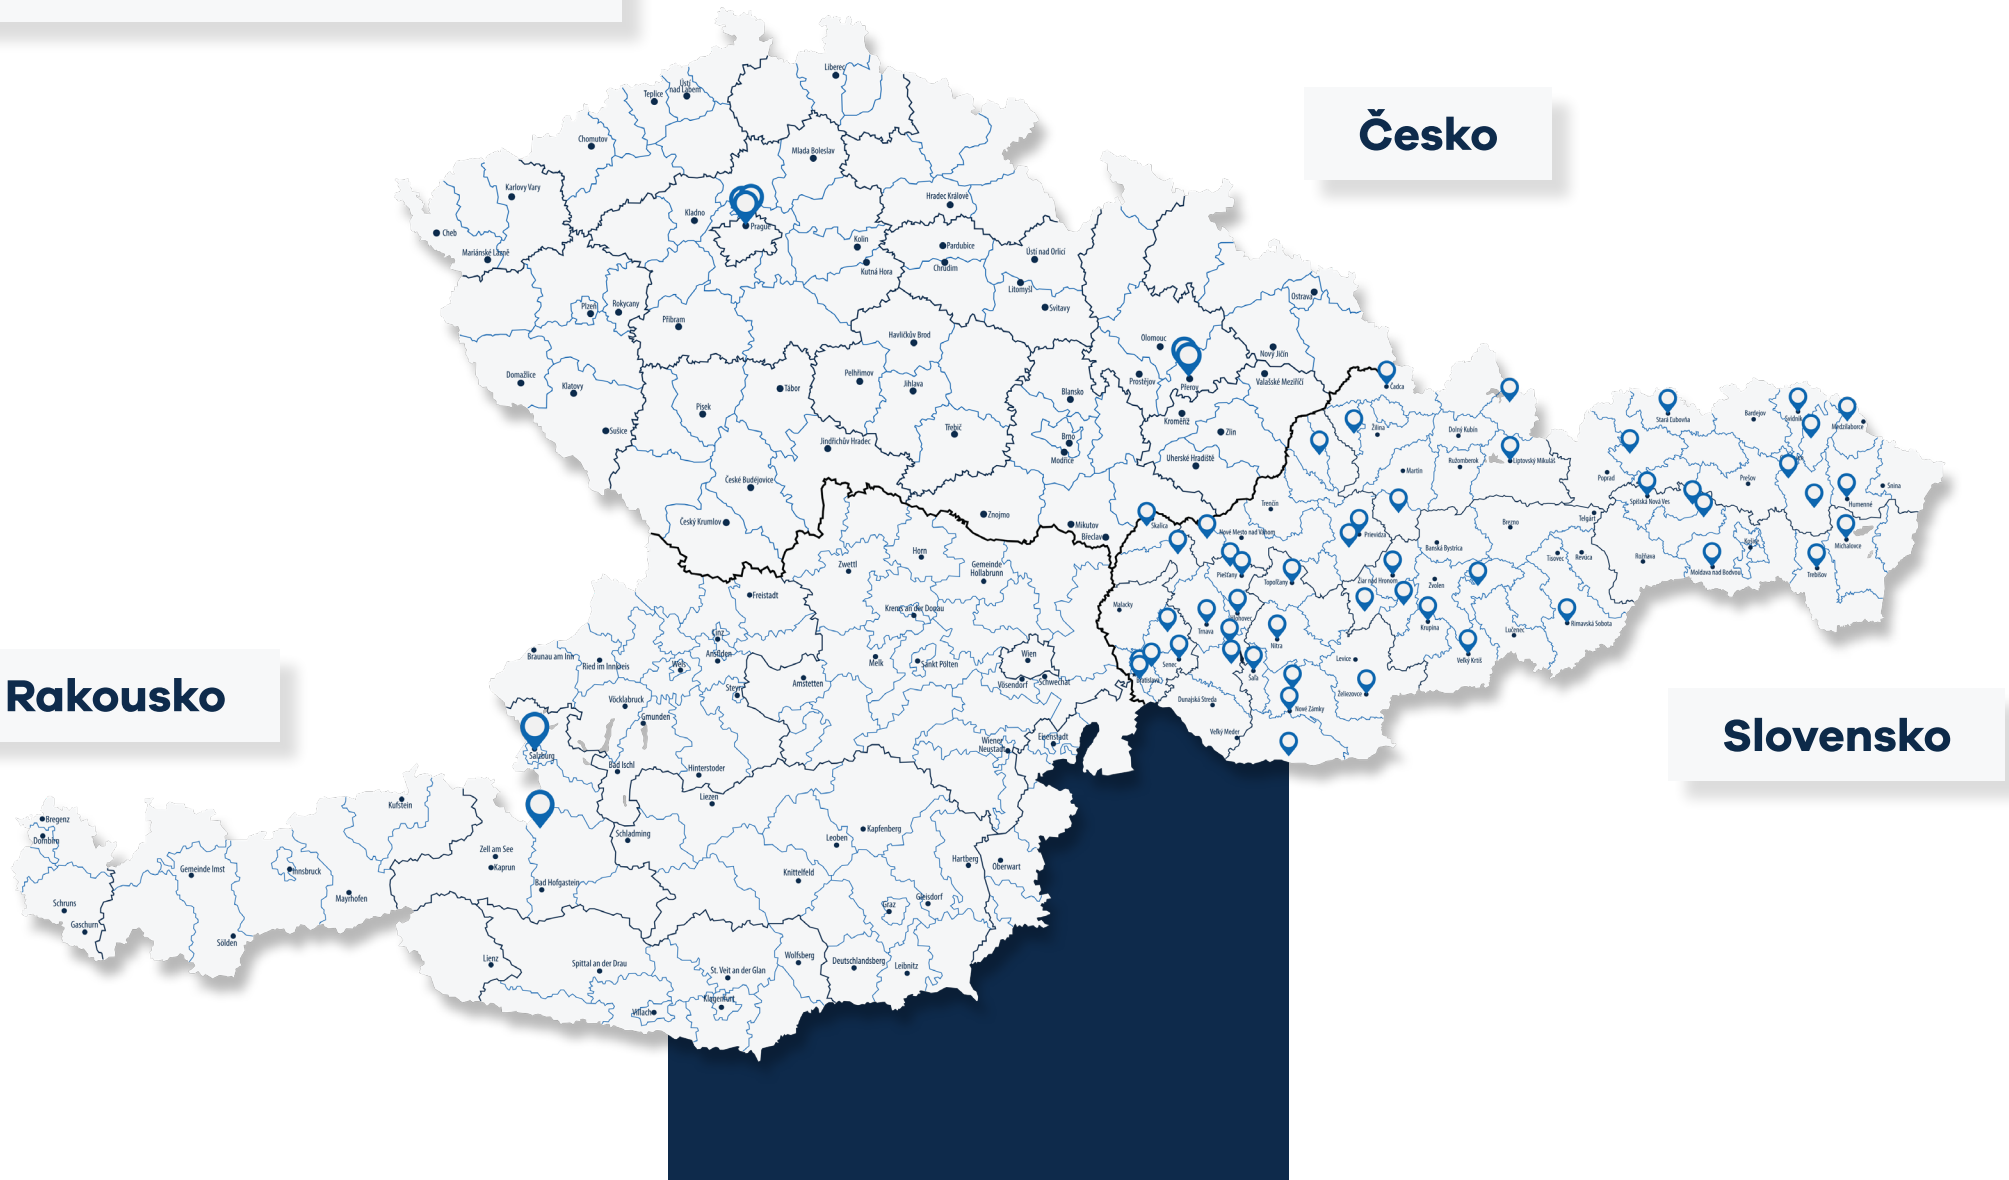 Česko
Rakousko
Slovensko
Liberec
Ústí
nad Labem
Teplice
Chomutov
Mlada Boleslav
Karlovy Vary
Hradec Králové
Kladno
Prague
Cheb
Mariánské Lázně
Kolín
Pardubice
Ústí nad Orlicí
Kutná Hora
Chrudim
Litomyšl
Svitavy
Ostrava
Plzeň
Rokycany
Příbram
Havlíčkův Brod
Olomouc
Nový Jičín
Domažlice
Klatovy
Tábor
Pelhřimov
Jihlava
Blansko
Prostějov
Přerov
Valašské Meziříčí
Písek
Sušice
Třebíč
Jindřichův Hradec
Brno
Modřice
Kroměříž
Zlín
Uherské Hradiště
České Budějovice
Český Krumlov
Znojmo
Mikutov
Břeclav
Čadca
Žilina
Dolný Kubín
Martin
Ružomberok
Liptovský Mikuláš
Stará Ľubovňa
Bardejov
Svidník
Medzilaborce
Poprad
Prešov
Spišská Nová Ves
Snina
Humenné
Michalovce
Trebišov
Moldava nad Bodvou
Rožňava
Telgárt
Brezno
Tisovec
Revúca
Banská Bystrica
Zvolen
Žiar nad Hronom
Prievidza
Trenčín
Nové Mesto nad Váhom
Skalica
Piešťany
Topoľčany
Malacky
Trnava
Hlohovec
Nitra
Krupina
Lučenec
Rimavská Sobota
Veľký Krtíš
Levice
Želiezovce
Senec
Šaľa
Bratislava
Dunajská Streda
Nové Zámky
Veľký Meder
Horn
Zwettl
Gemeinde
Hollabrunn
Freistadt
Krems an der Donau
Linz
Ansfelden
Braunau am Inn
Ried im Innkreis
Wels
Melk
Sankt Pölten
Wien
Vösendorf
Schwechat
Steyr
Amstetten
Vöcklabruck
Gmunden
Salzburg
Bad Ischl
Hinterstoder
Wiener
Neustadt
Eisenstadt
Liezen
Kufstein
Bregenz
Dornbirn
Schladming
Leoben
Kapfenberg
Zell am See
Kaprun
Hartberg
Oberwart
Gemeinde Imst
Innsbruck
Mayrhofen
Bad Hofgastein
Knittelfeld
Graz
Gleisdorf
Schruns
Gaschurn
Sölden
Lienz
Spittal an der Drau
St. Veit an der Glan
Wolfsberg
Deutschlandsberg
Leibnitz
Klagenfurt
Villach